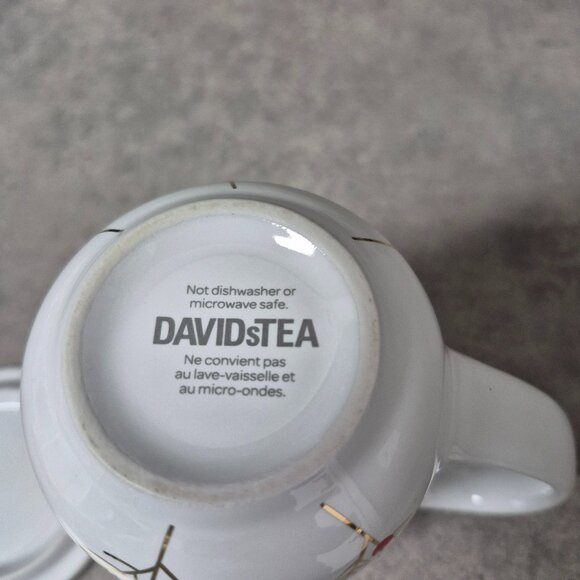 Not dishwasher or
microwave safe.
DAVIDsTEA
Ne convient pas
au lave-vaisselle et
au micro-ondes.